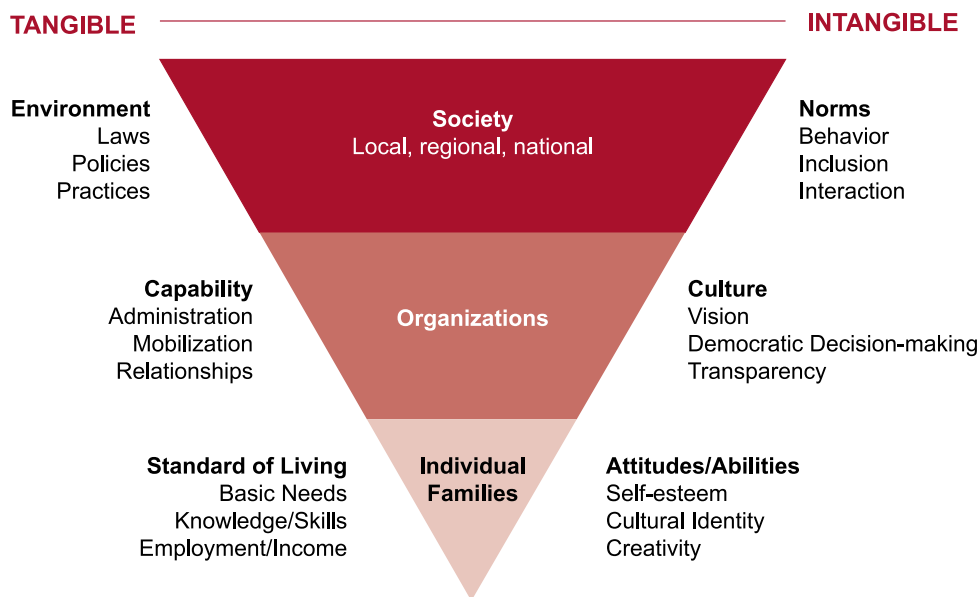 TANGIBLE
INTANGIBLE
Environment
Laws
Policies
Practices
Society
Local, regional, national
Norms
Behavior
Inclusion
Interaction
Capability
Administration
Mobilization
Relationships
Organizations
Culture
Vision
Democratic Decision-making
Transparency
Standard of Living
Basic Needs
Knowledge/Skills
Employment/Income
Individual
Families
Attitudes/Abilities
Self-esteem
Cultural Identity
Creativity